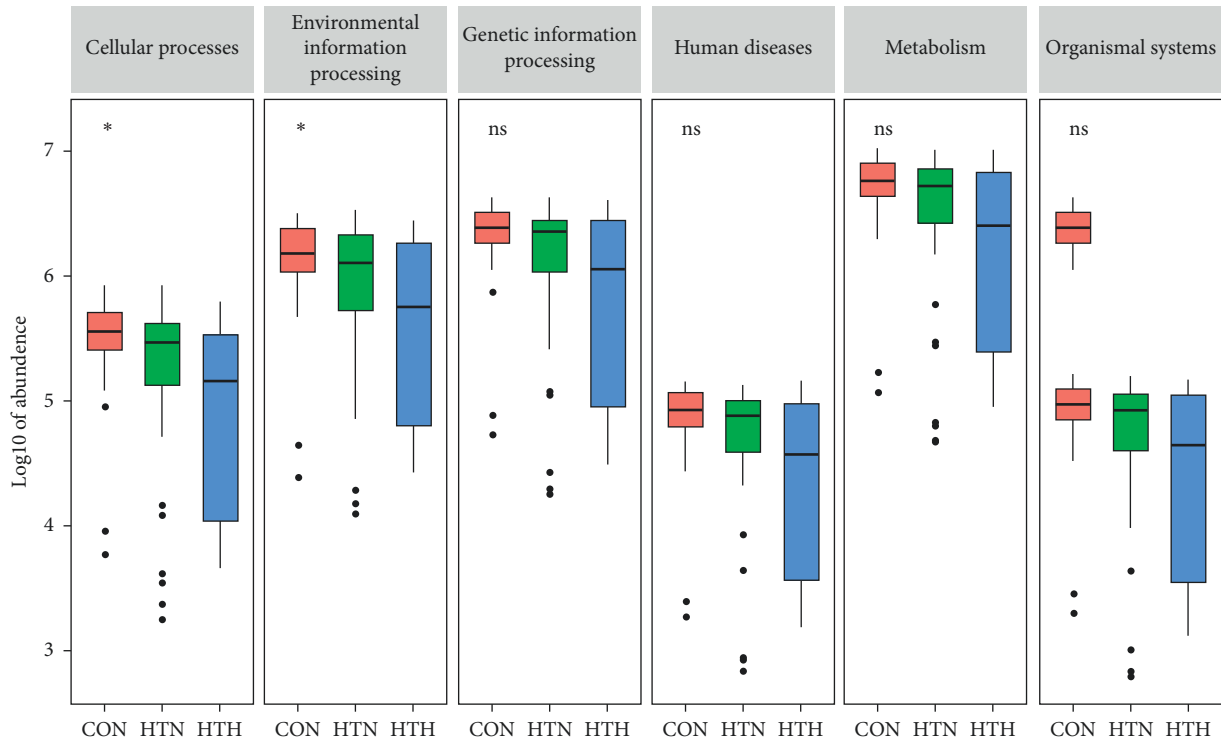 Cellular processes
Environmental
information
processing
Genetic information
processing
Human diseases
Metabolism
Organismal systems
*
*
ns
ns
ns
ns
7
6
5
4
3
Log10 of abundence
CON HTN HTH
CON HTN HTH
CON HTN HTH
CON HTN HTH
CON HTN HTH
CON HTN HTH